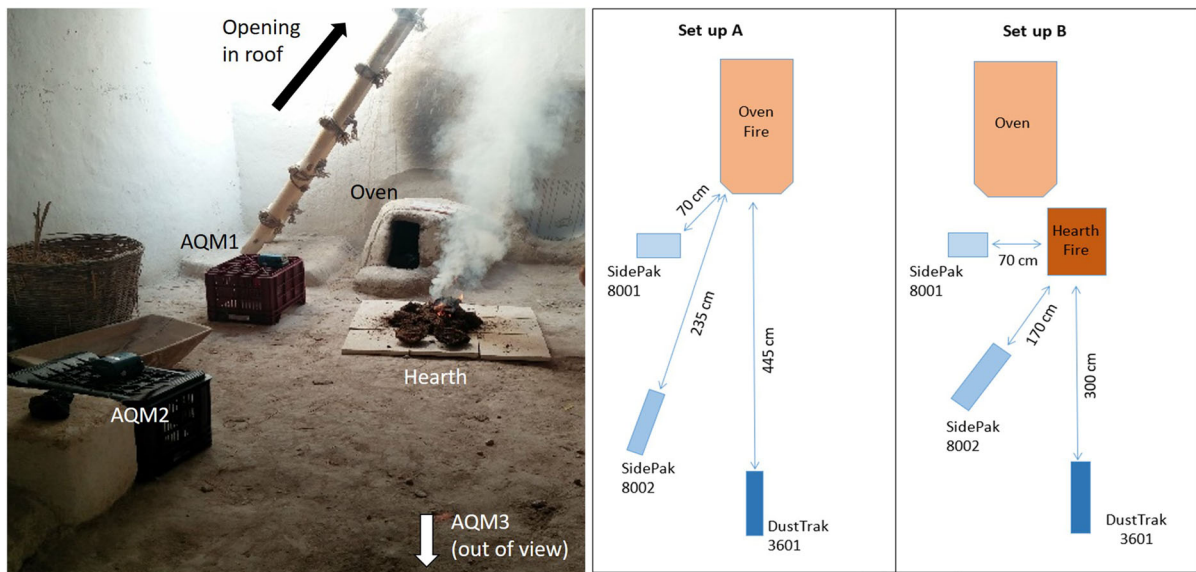 Opening
in roof
Oven
AQM1
Hearth
AQM2
AQM3
(out of view)
Set up A
Oven
Fire
70 cm
SidePak
8001
235 cm
445 cm
SidePak
8002
DustTrak
3601
Set up B
Oven
Hearth
Fire
70 cm
SidePak
8001
170 cm
300 cm
SidePak
8002
DustTrak
3601